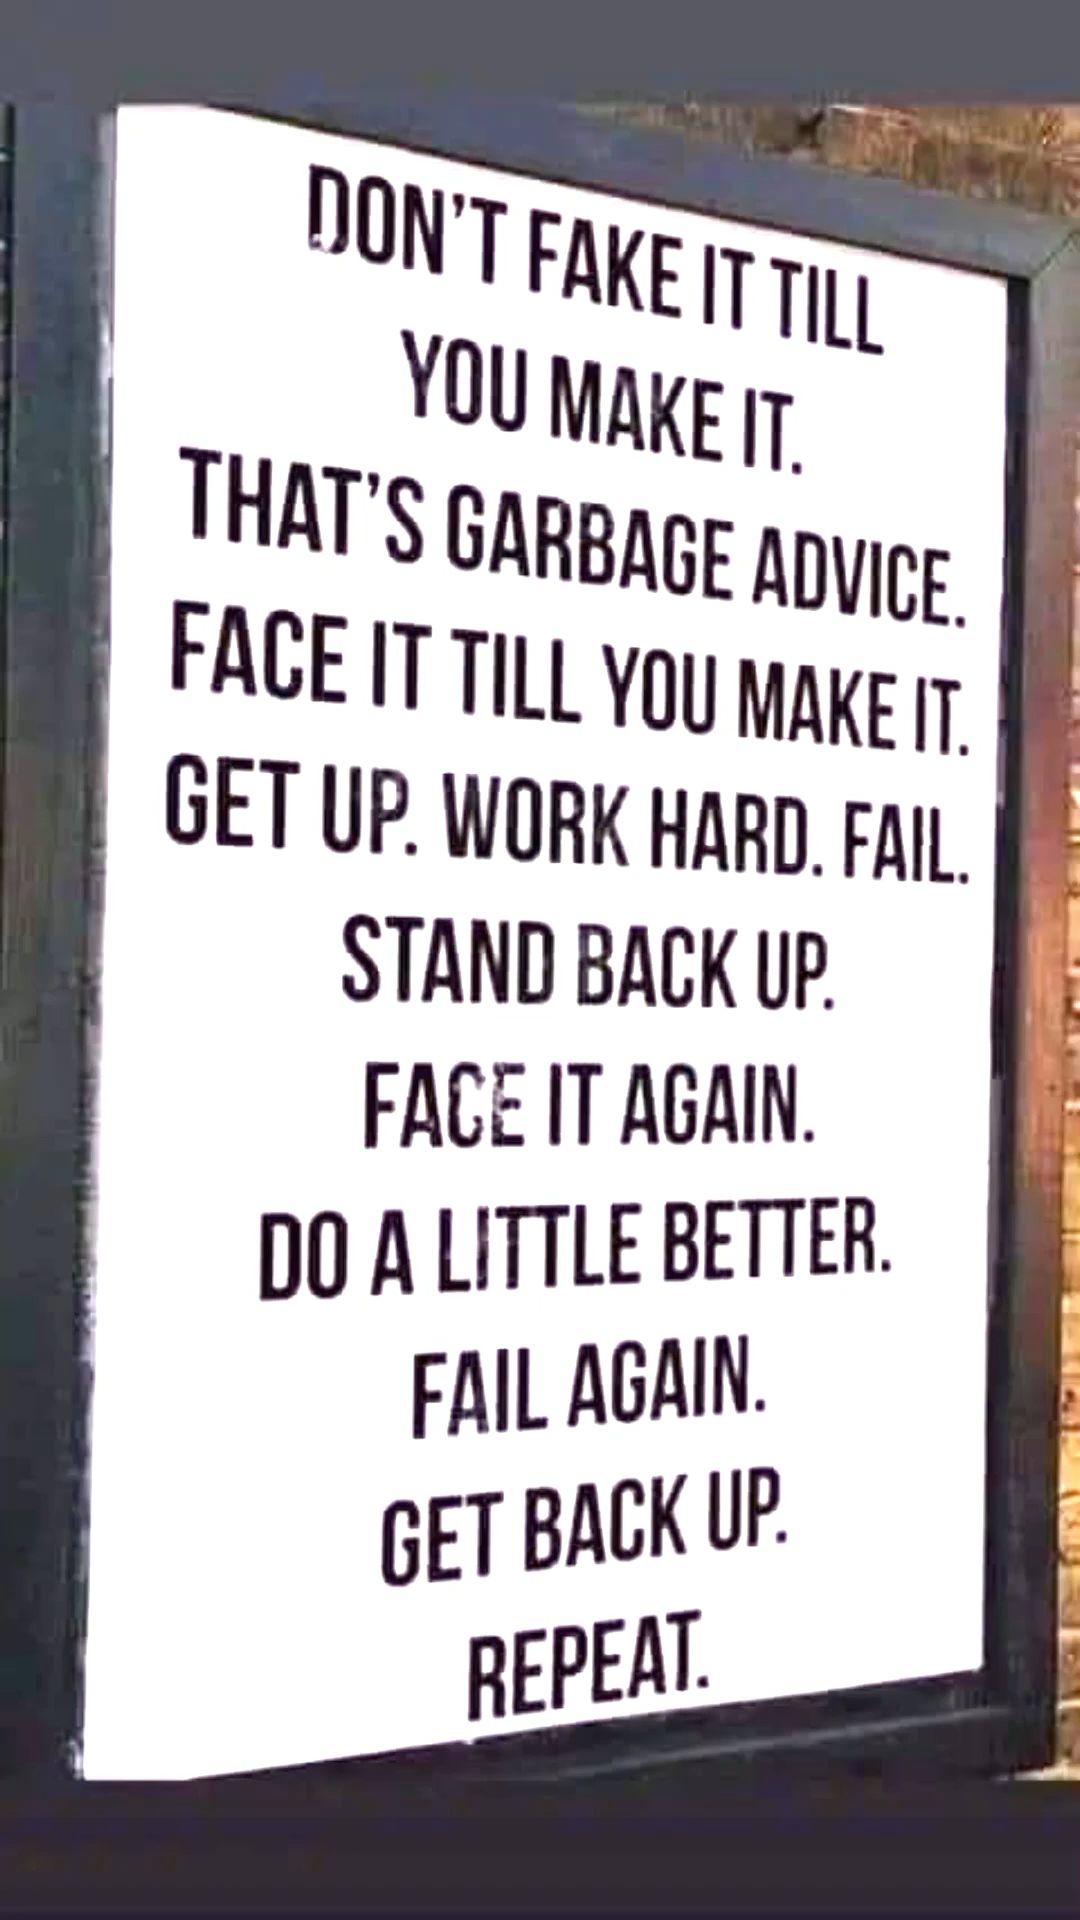 DON'T FAKE IT TILL
YOU MAKE IT.
THAT'S GARBAGE ADVICE.
FACE IT TILL YOU MAKE IT.
GET UP. WORK HARD. FAIL.
STAND BACK UP.
FACE IT AGAIN.
DO A LITTLE BETTER.
FAIL AGAIN.
GET BACK UP.
REPEAT.